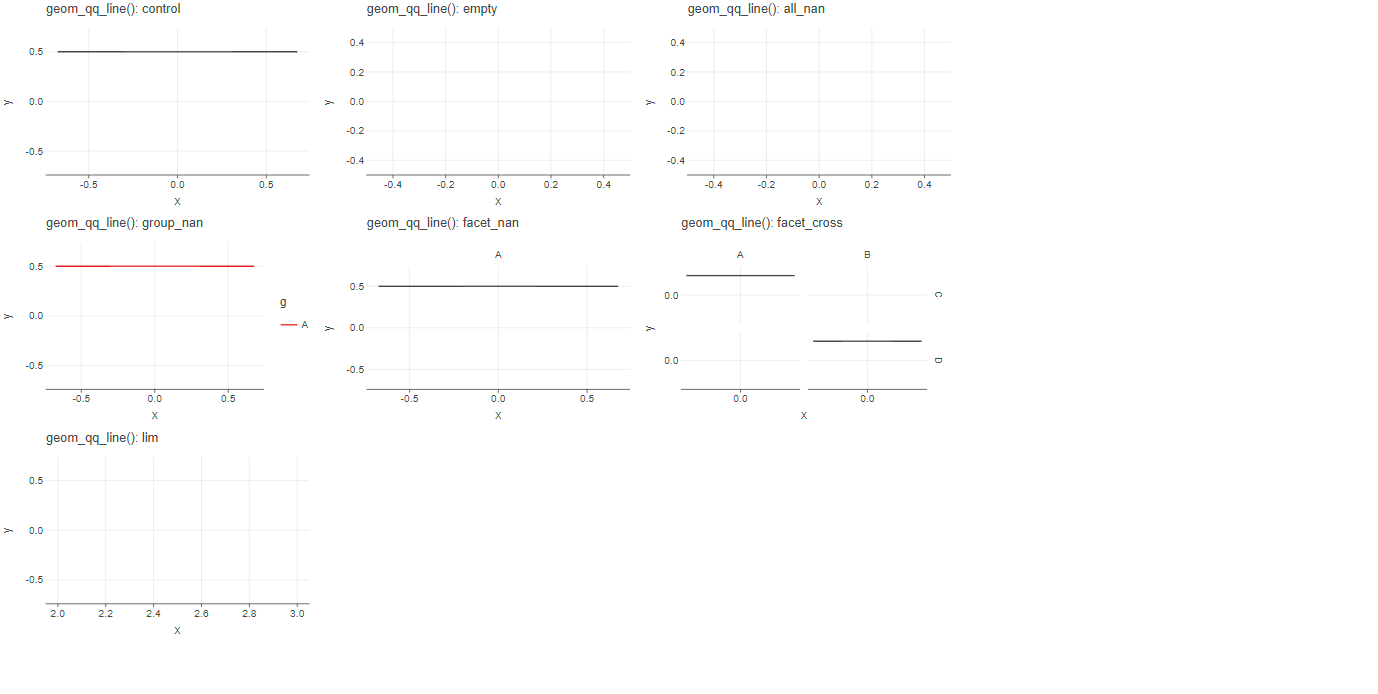 geom_qq_line(): control
0.5
0.0
-0.5
y
-0.5 0.0 0.5
x
geom_qq_line(): empty
0.4
0.2
0.0
-0.2
-0.4
y
-0.4 -0.2 0.0 0.2 0.4
x
geom_qq_line(): all_nan
0.4
0.2
0.0
-0.2
-0.4
y
-0.4 -0.2 0.0 0.2 0.4
x
geom_qq_line(): group_nan
0.5
0.0
-0.5
y
-0.5 0.0 0.5
x
g
A
geom_qq_line(): facet_nan
A
0.5
0.0
-0.5
y
-0.5 0.0 0.5
x
geom_qq_line(): facet_cross
A B
0.0
C
y
0.0
D
0.0 0.0
x
geom_qq_line(): lim
0.5
0.0
-0.5
y
2.0 2.2 2.4 2.6 2.8 3.0
x